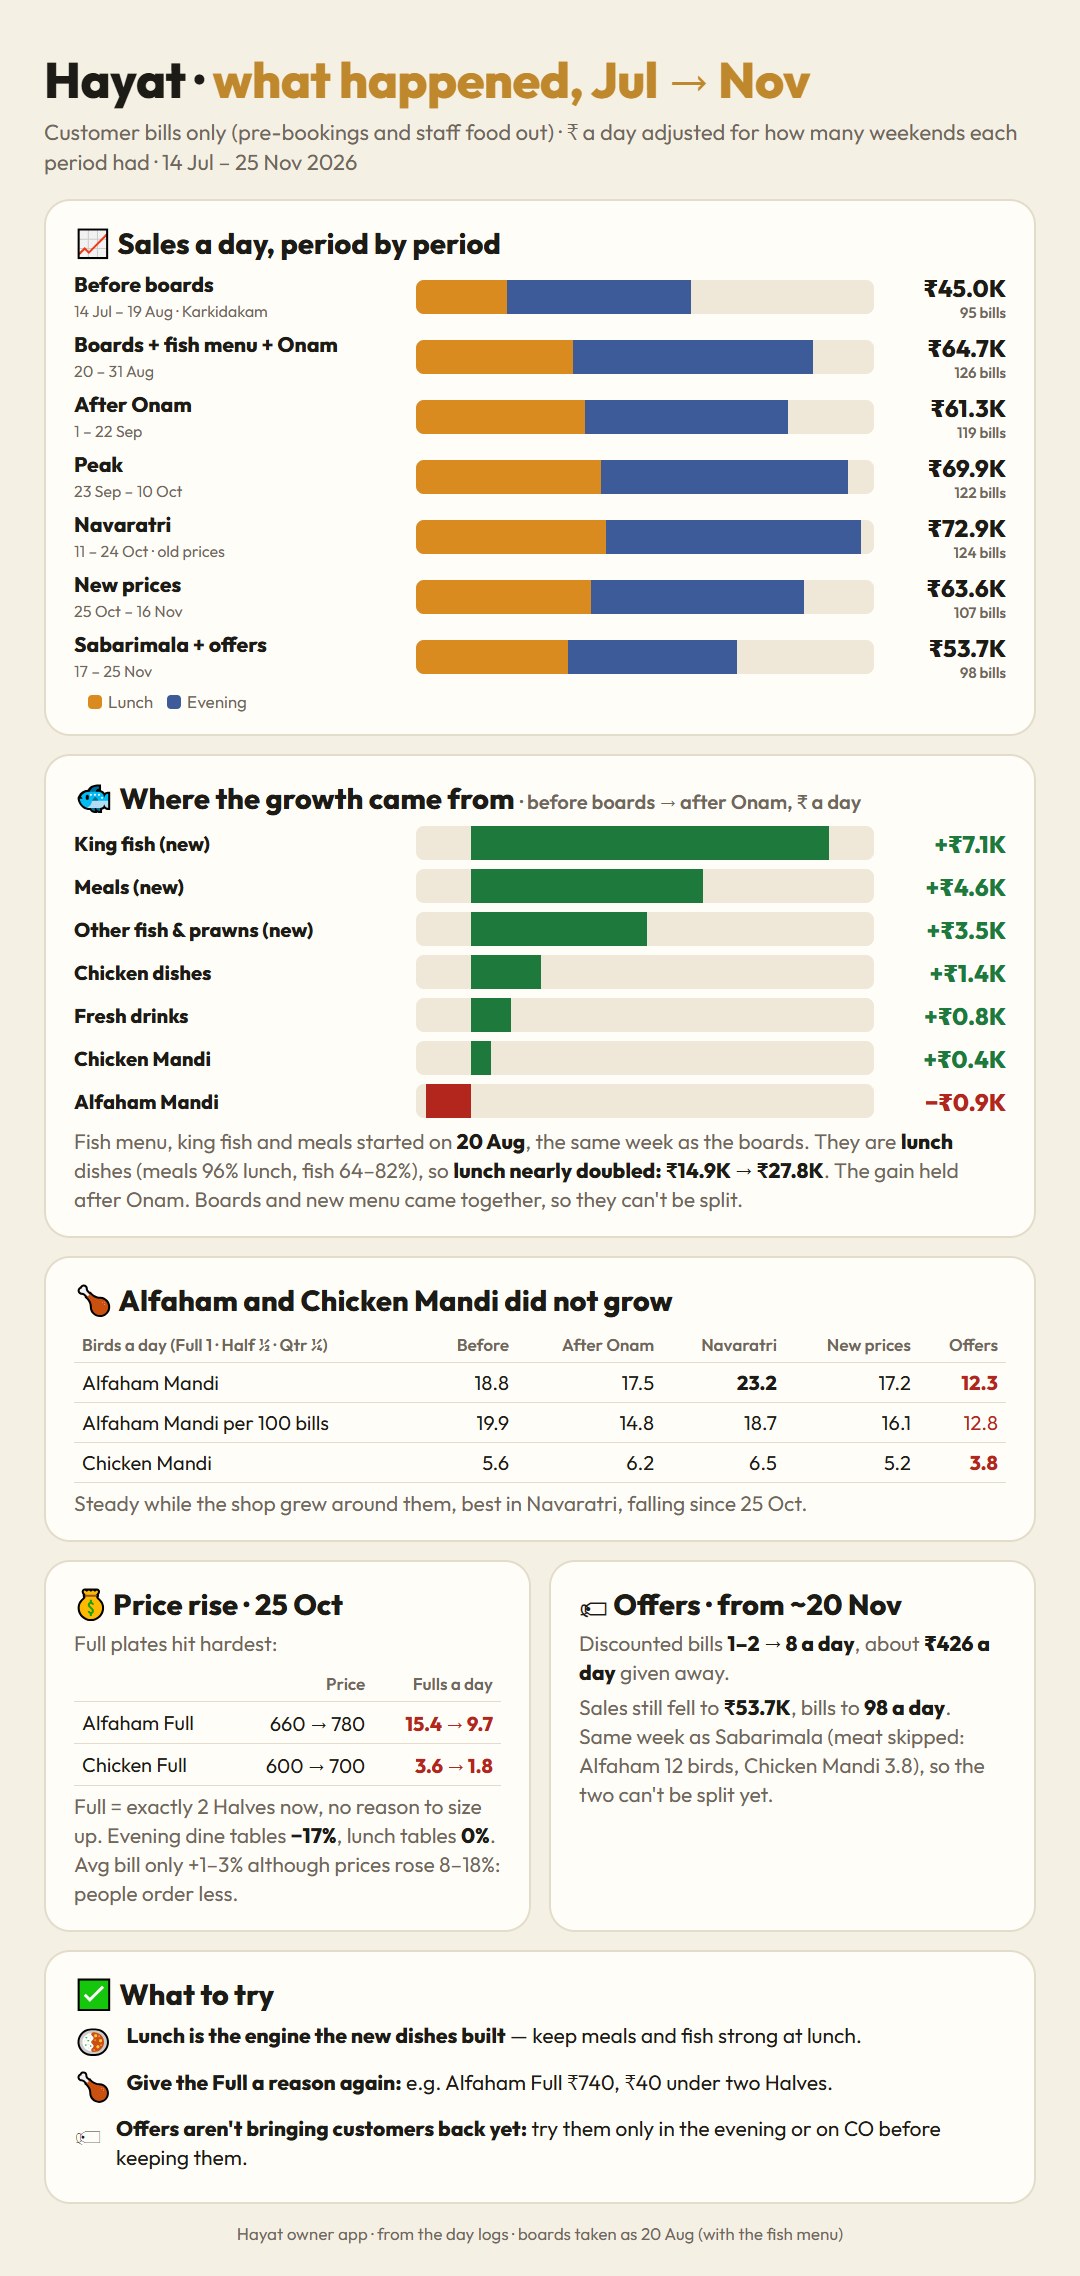 Hayat · what happened, Jul → Nov
Customer bills only (pre-bookings and staff food out) · ₹ a day adjusted for how many weekends each
period had · 14 Jul – 25 Nov 2026
Sales a day, period by period
Before boards
14 Jul – 19 Aug · Karkidakam
₹45.0K
95 bills
Boards + fish menu + Onam
20 – 31 Aug
₹64.7K
126 bills
After Onam
1 – 22 Sep
₹61.3K
119 bills
Peak
23 Sep – 10 Oct
₹69.9K
122 bills
Navaratri
11 – 24 Oct · old prices
₹72.9K
124 bills
New prices
25 Oct – 16 Nov
₹63.6K
107 bills
Sabarimala + offers
17 – 25 Nov
₹53.7K
98 bills
Lunch Evening
Where the growth came from · before boards → after Onam, ₹ a day
King fish (new) +₹7.1K
Meals (new) +₹4.6K
Other fish & prawns (new) +₹3.5K
Chicken dishes +₹1.4K
Fresh drinks +₹0.8K
Chicken Mandi +₹0.4K
Alfaham Mandi −₹0.9K
Fish menu, king fish and meals started on 20 Aug, the same week as the boards. They are lunch
dishes (meals 96% lunch, fish 64–82%), so lunch nearly doubled: ₹14.9K → ₹27.8K. The gain held
after Onam. Boards and new menu came together, so they can't be split.
Alfaham and Chicken Mandi did not grow
Birds a day (Full 1 · Half ½ · Qtr ¼) Before After Onam Navaratri New prices Offers
Alfaham Mandi 18.8 17.5 23.2 17.2 12.3
Alfaham Mandi per 100 bills 19.9 14.8 18.7 16.1 12.8
Chicken Mandi 5.6 6.2 6.5 5.2 3.8
Steady while the shop grew around them, best in Navaratri, falling since 25 Oct.
Price rise · 25 Oct
Full plates hit hardest:
Price Fulls a day
Alfaham Full 660 → 780 15.4 → 9.7
Chicken Full 600 → 700 3.6 → 1.8
Full = exactly 2 Halves now, no reason to size
up. Evening dine tables −17%, lunch tables 0%.
Avg bill only +1–3% although prices rose 8–18%:
people order less.
Offers · from ~20 Nov
Discounted bills 1–2 → 8 a day, about ₹426 a
day given away.
Sales still fell to ₹53.7K, bills to 98 a day.
Same week as Sabarimala (meat skipped:
Alfaham 12 birds, Chicken Mandi 3.8), so the
two can't be split yet.
What to try
Lunch is the engine the new dishes built — keep meals and fish strong at lunch.
Give the Full a reason again: e.g. Alfaham Full ₹740, ₹40 under two Halves.
Offers aren't bringing customers back yet: try them only in the evening or on CO before
keeping them.
Hayat owner app · from the day logs · boards taken as 20 Aug (with the fish menu)